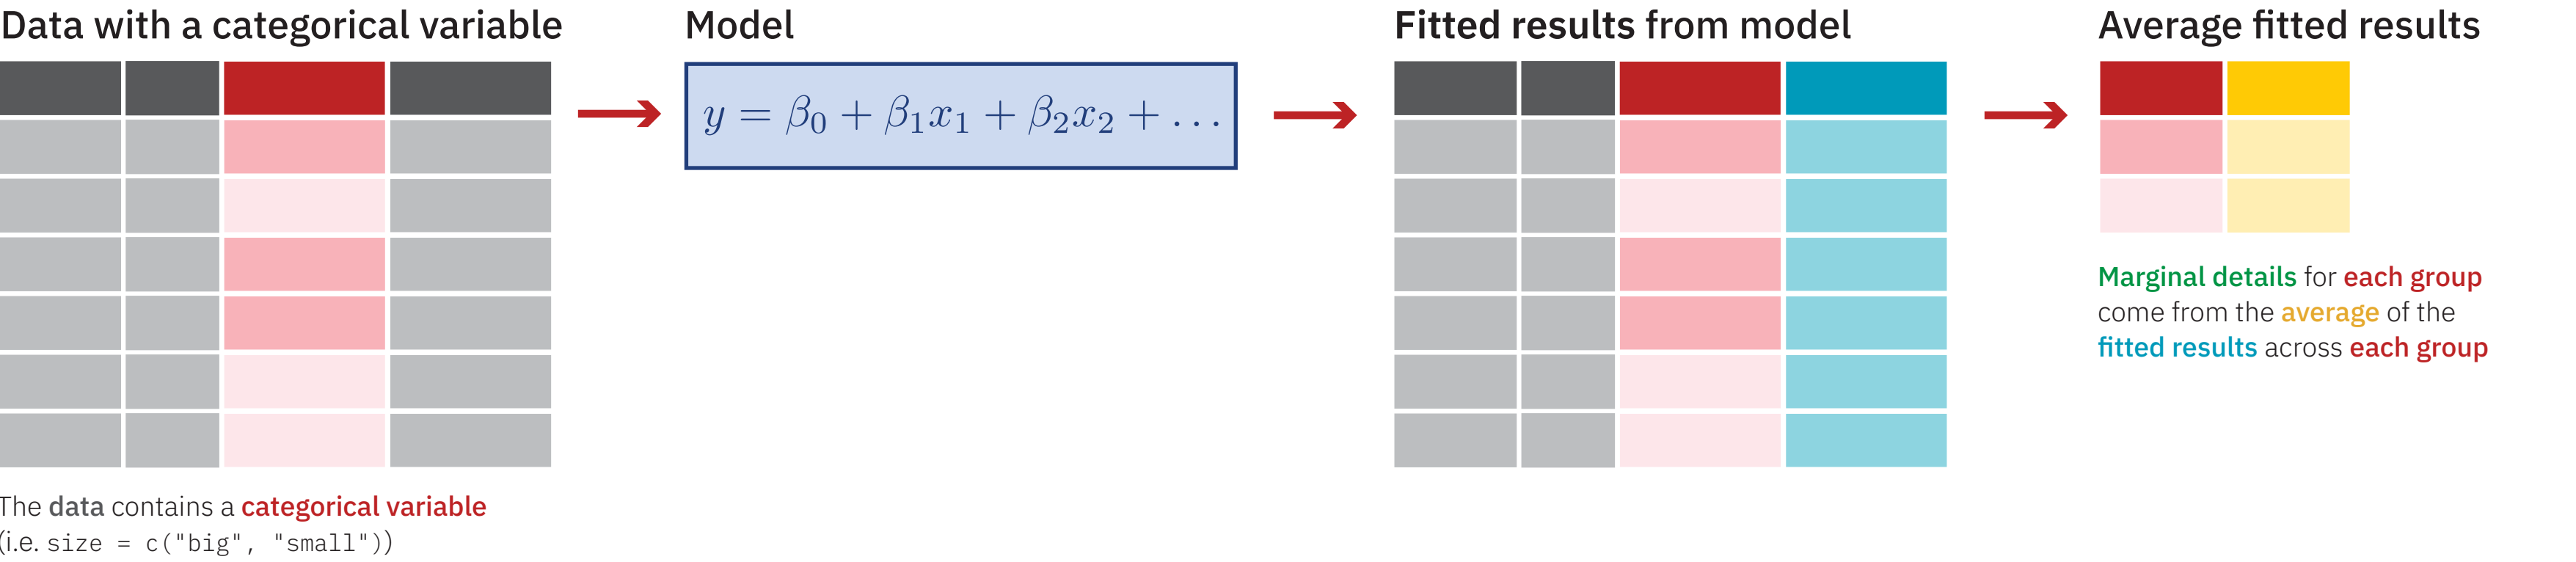 Data with a categorical variable
Model
Fitted results from model
Average fitted results
y = β₀ + β₁x₁ + β₂x₂ + …
Marginal details for each group
come from the average of the
fitted results across each group
The data contains a categorical variable
(i.e. size = c("big", "small"))